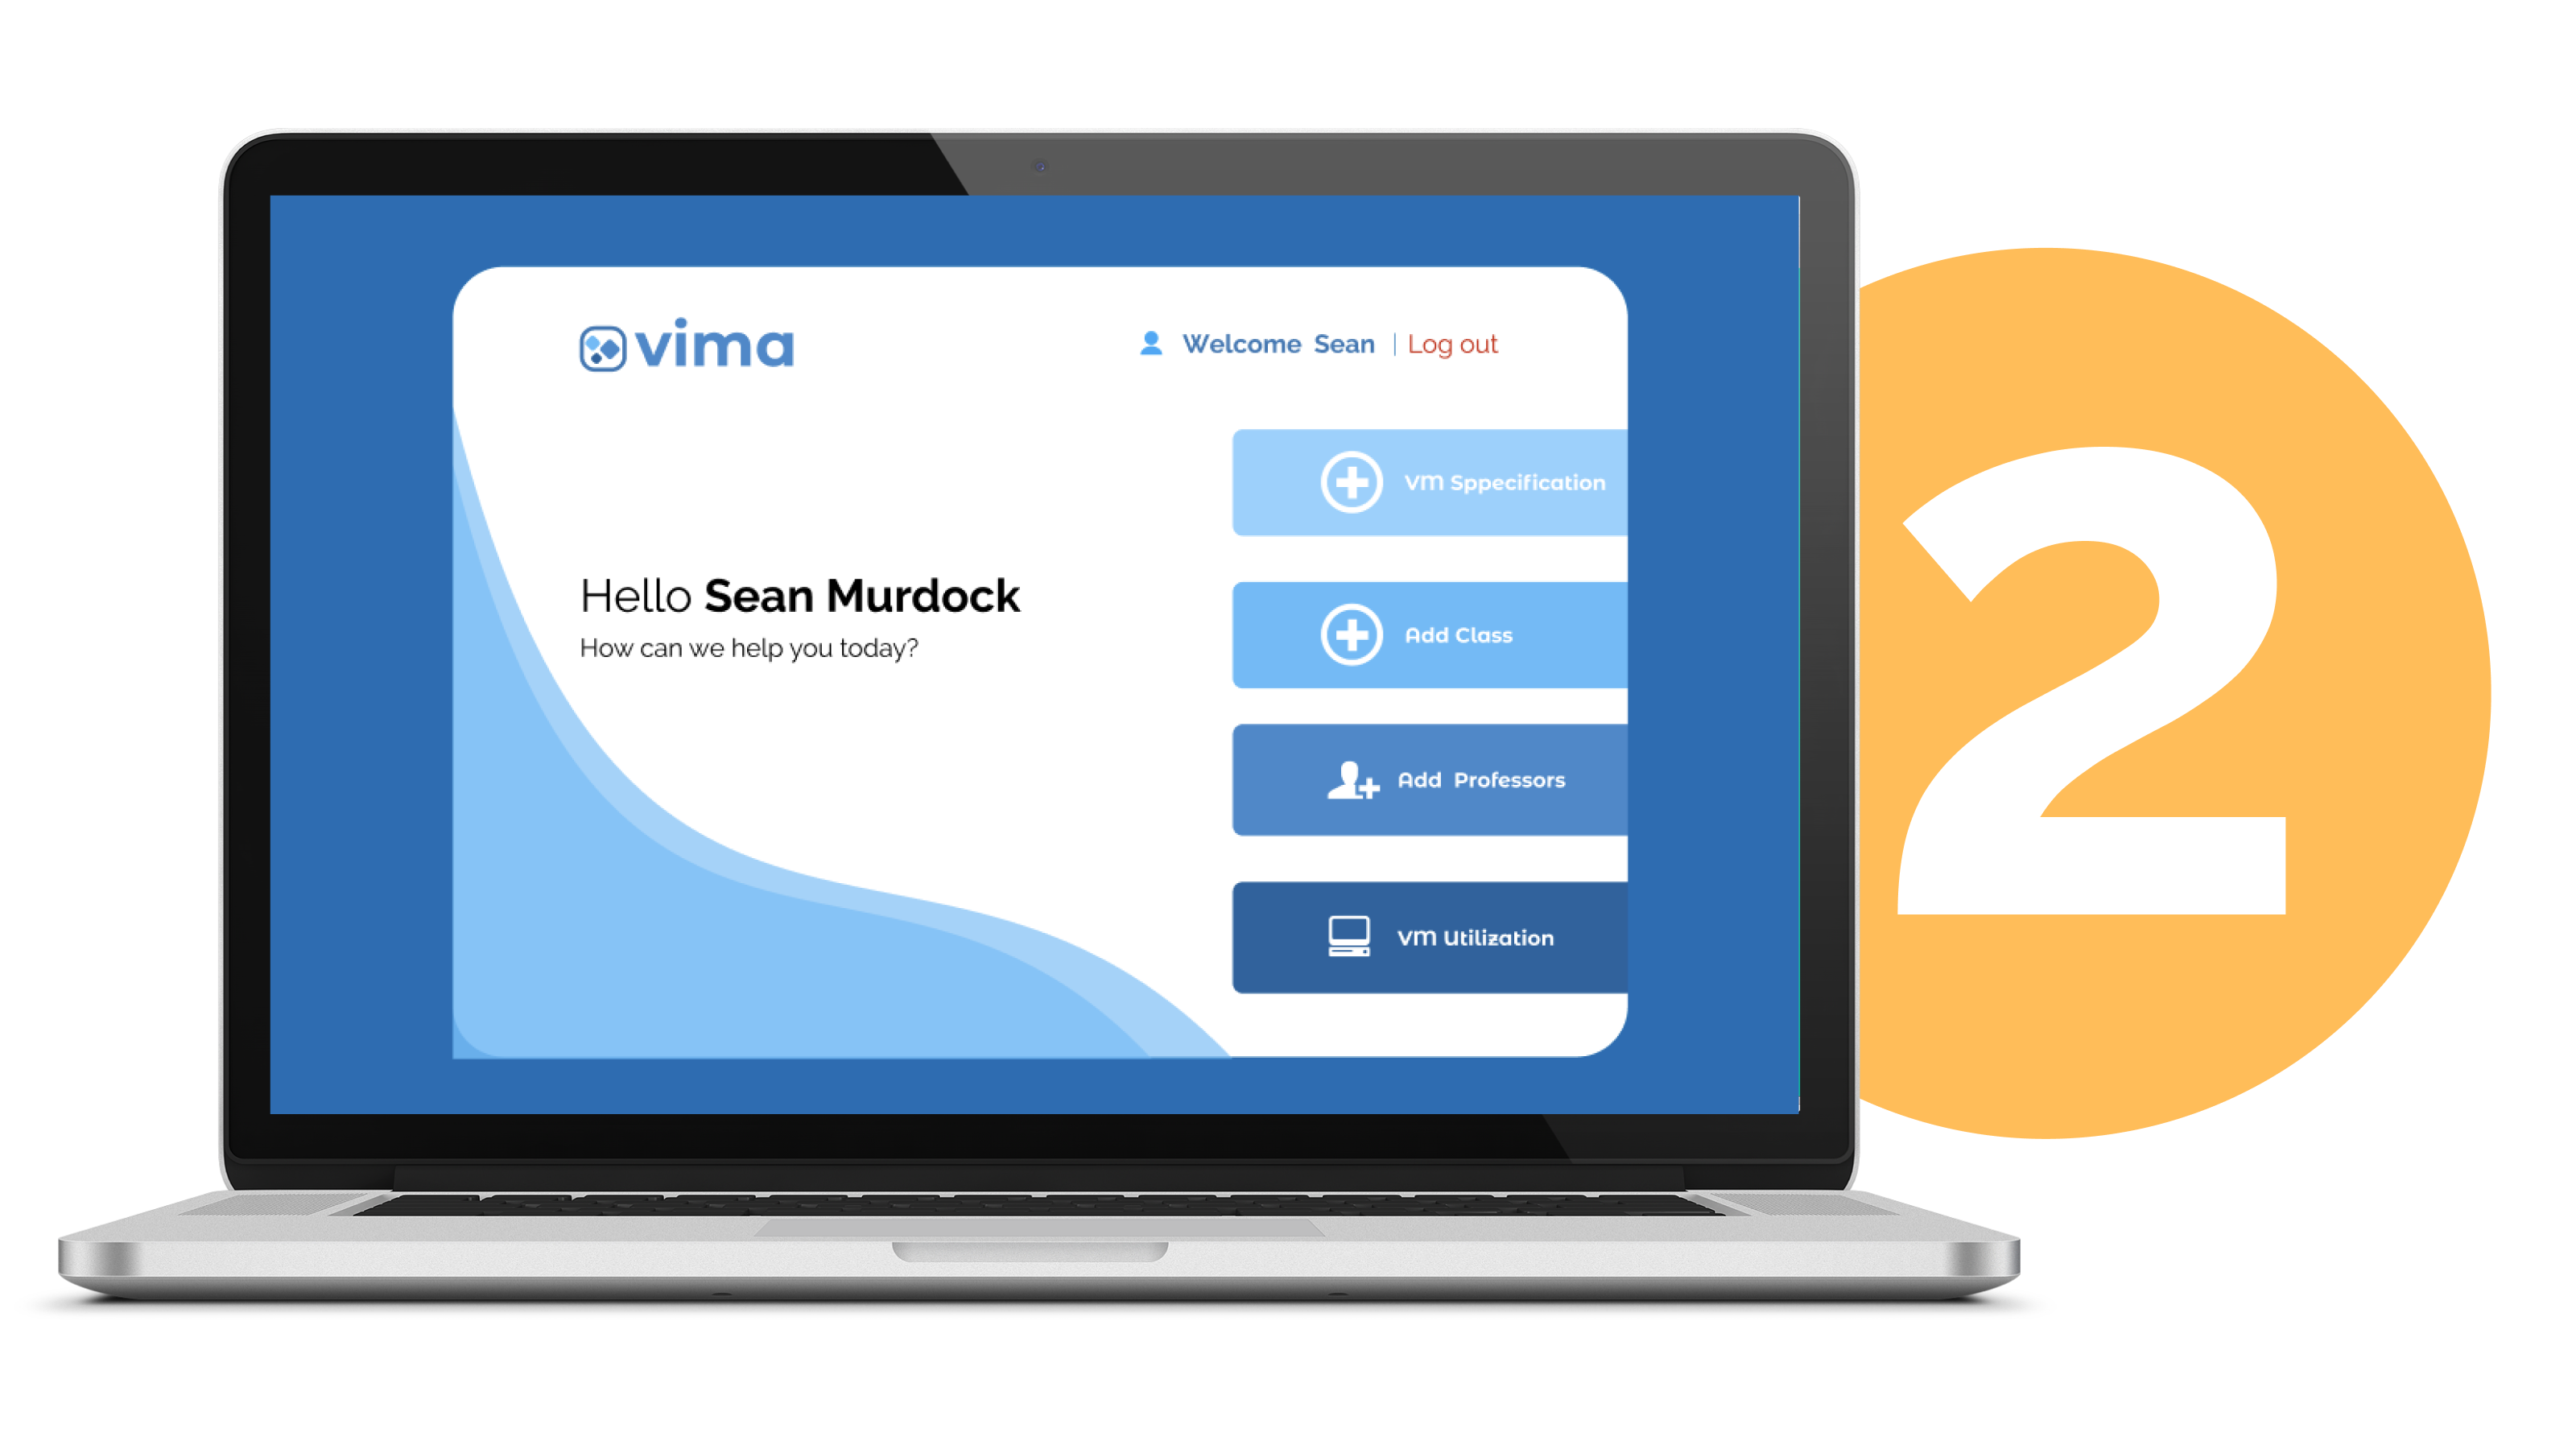 vima
Welcome Sean | Log out
VM Sppecification
Add Class
Hello Sean Murdock
How can we help you today?
Add Professors
VM Utilization
2